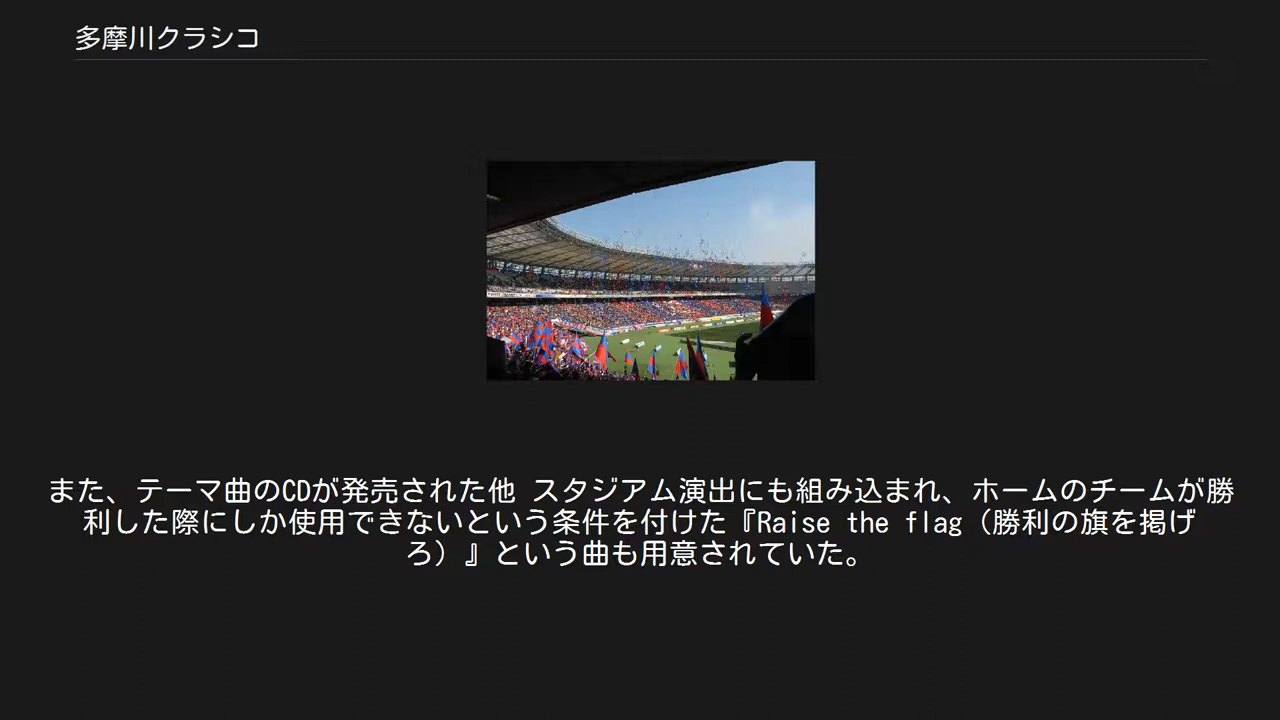 多摩川クラシコ
また、テーマ曲のCDが発売された他 スタジアム演出にも組み込まれ、ホームのチームが勝
利した際にしか使用できないという条件を付けた『Raise the flag（勝利の旗を掲げ
ろ）』という曲も用意されていた。